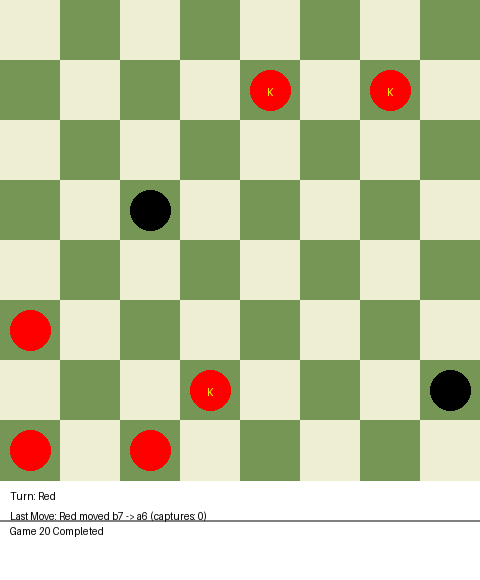 K
K
K
Turn: Red
Last Move: Red moved b7 -> a6 (captures: 0)
Game 20 Completed